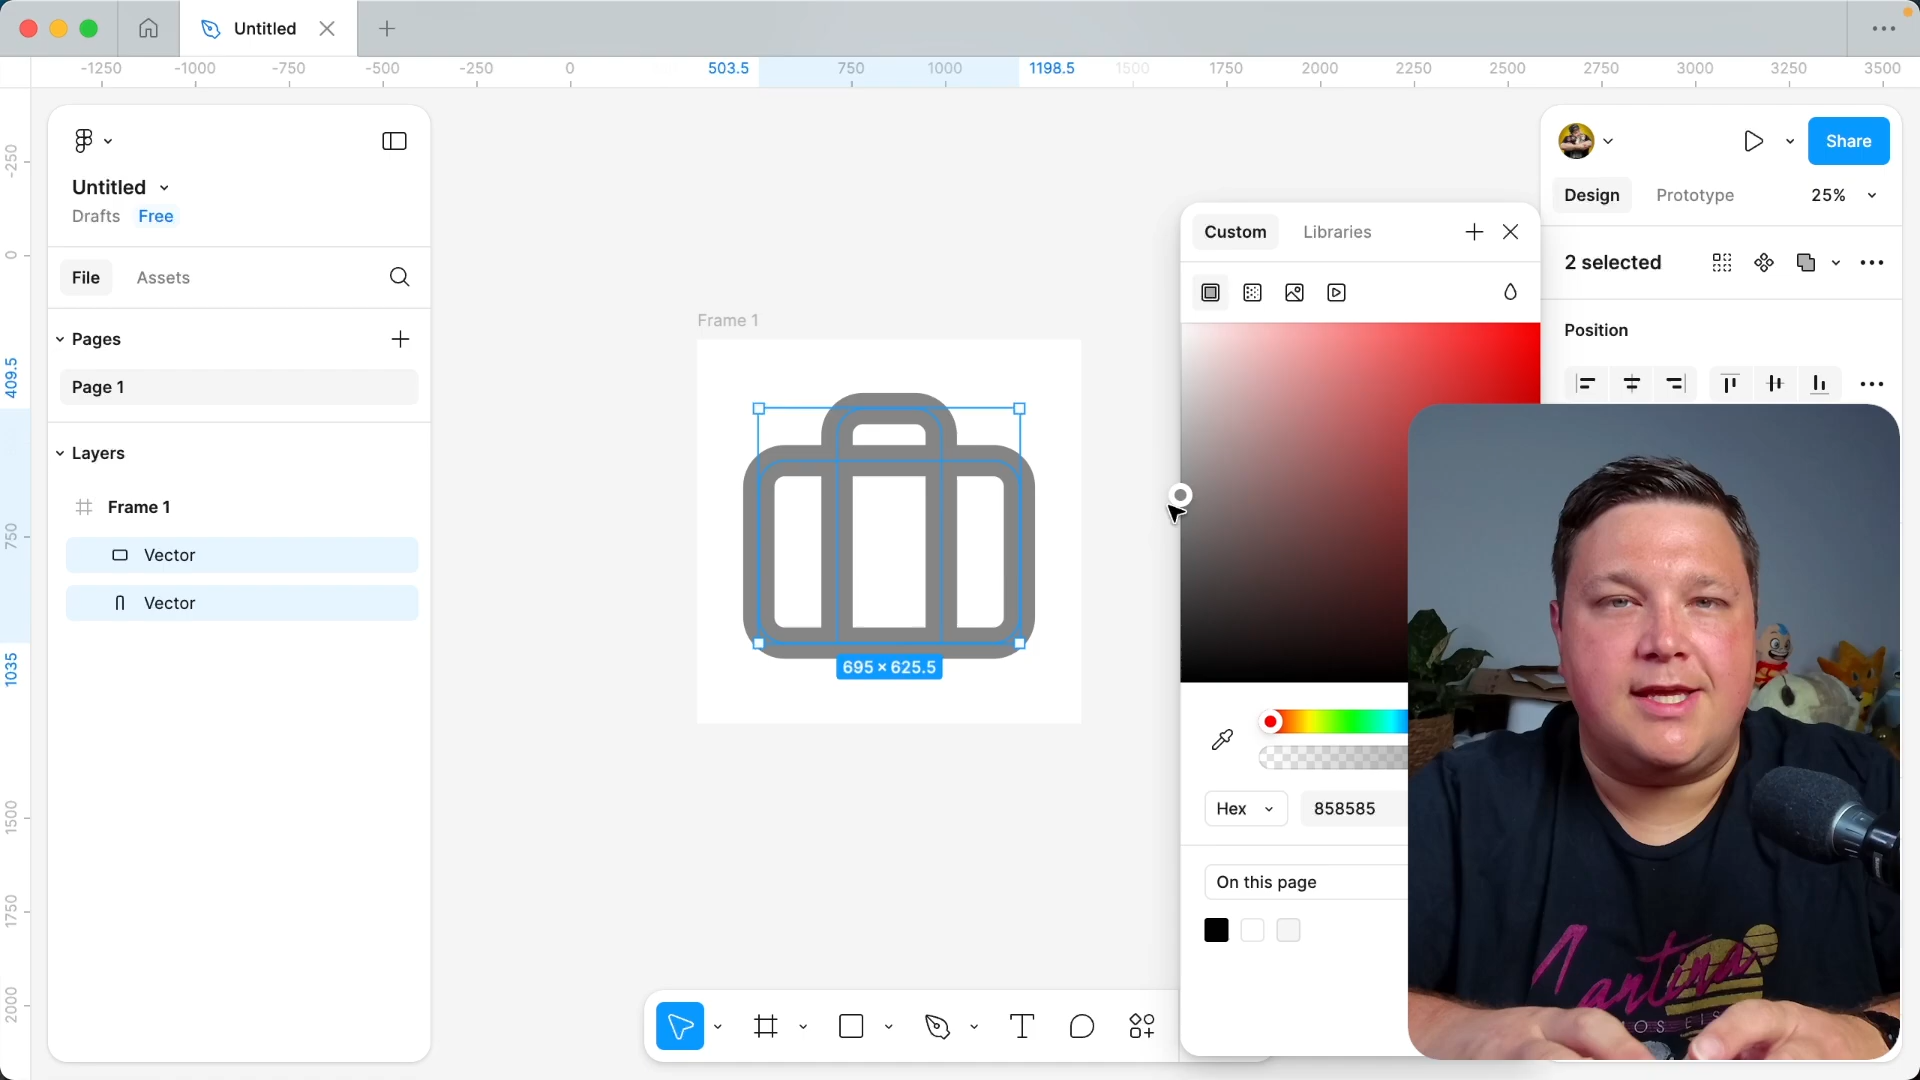 Untitled
-1250 -1000 -750 -500 -250 0 503.5 750 1000 1198.5 1500 1750 2000 2250 2500 2750 3000 3250 3500
-250
0
409.5
750
1035
1500
1750
2000
Untitled
Drafts Free
File Assets
Pages
Page 1
Layers
Frame 1
Vector
Vector
Frame 1
695 × 625.5
Custom Libraries
Hex 858585
On this page
Share
Design Prototype 25%
2 selected
Position